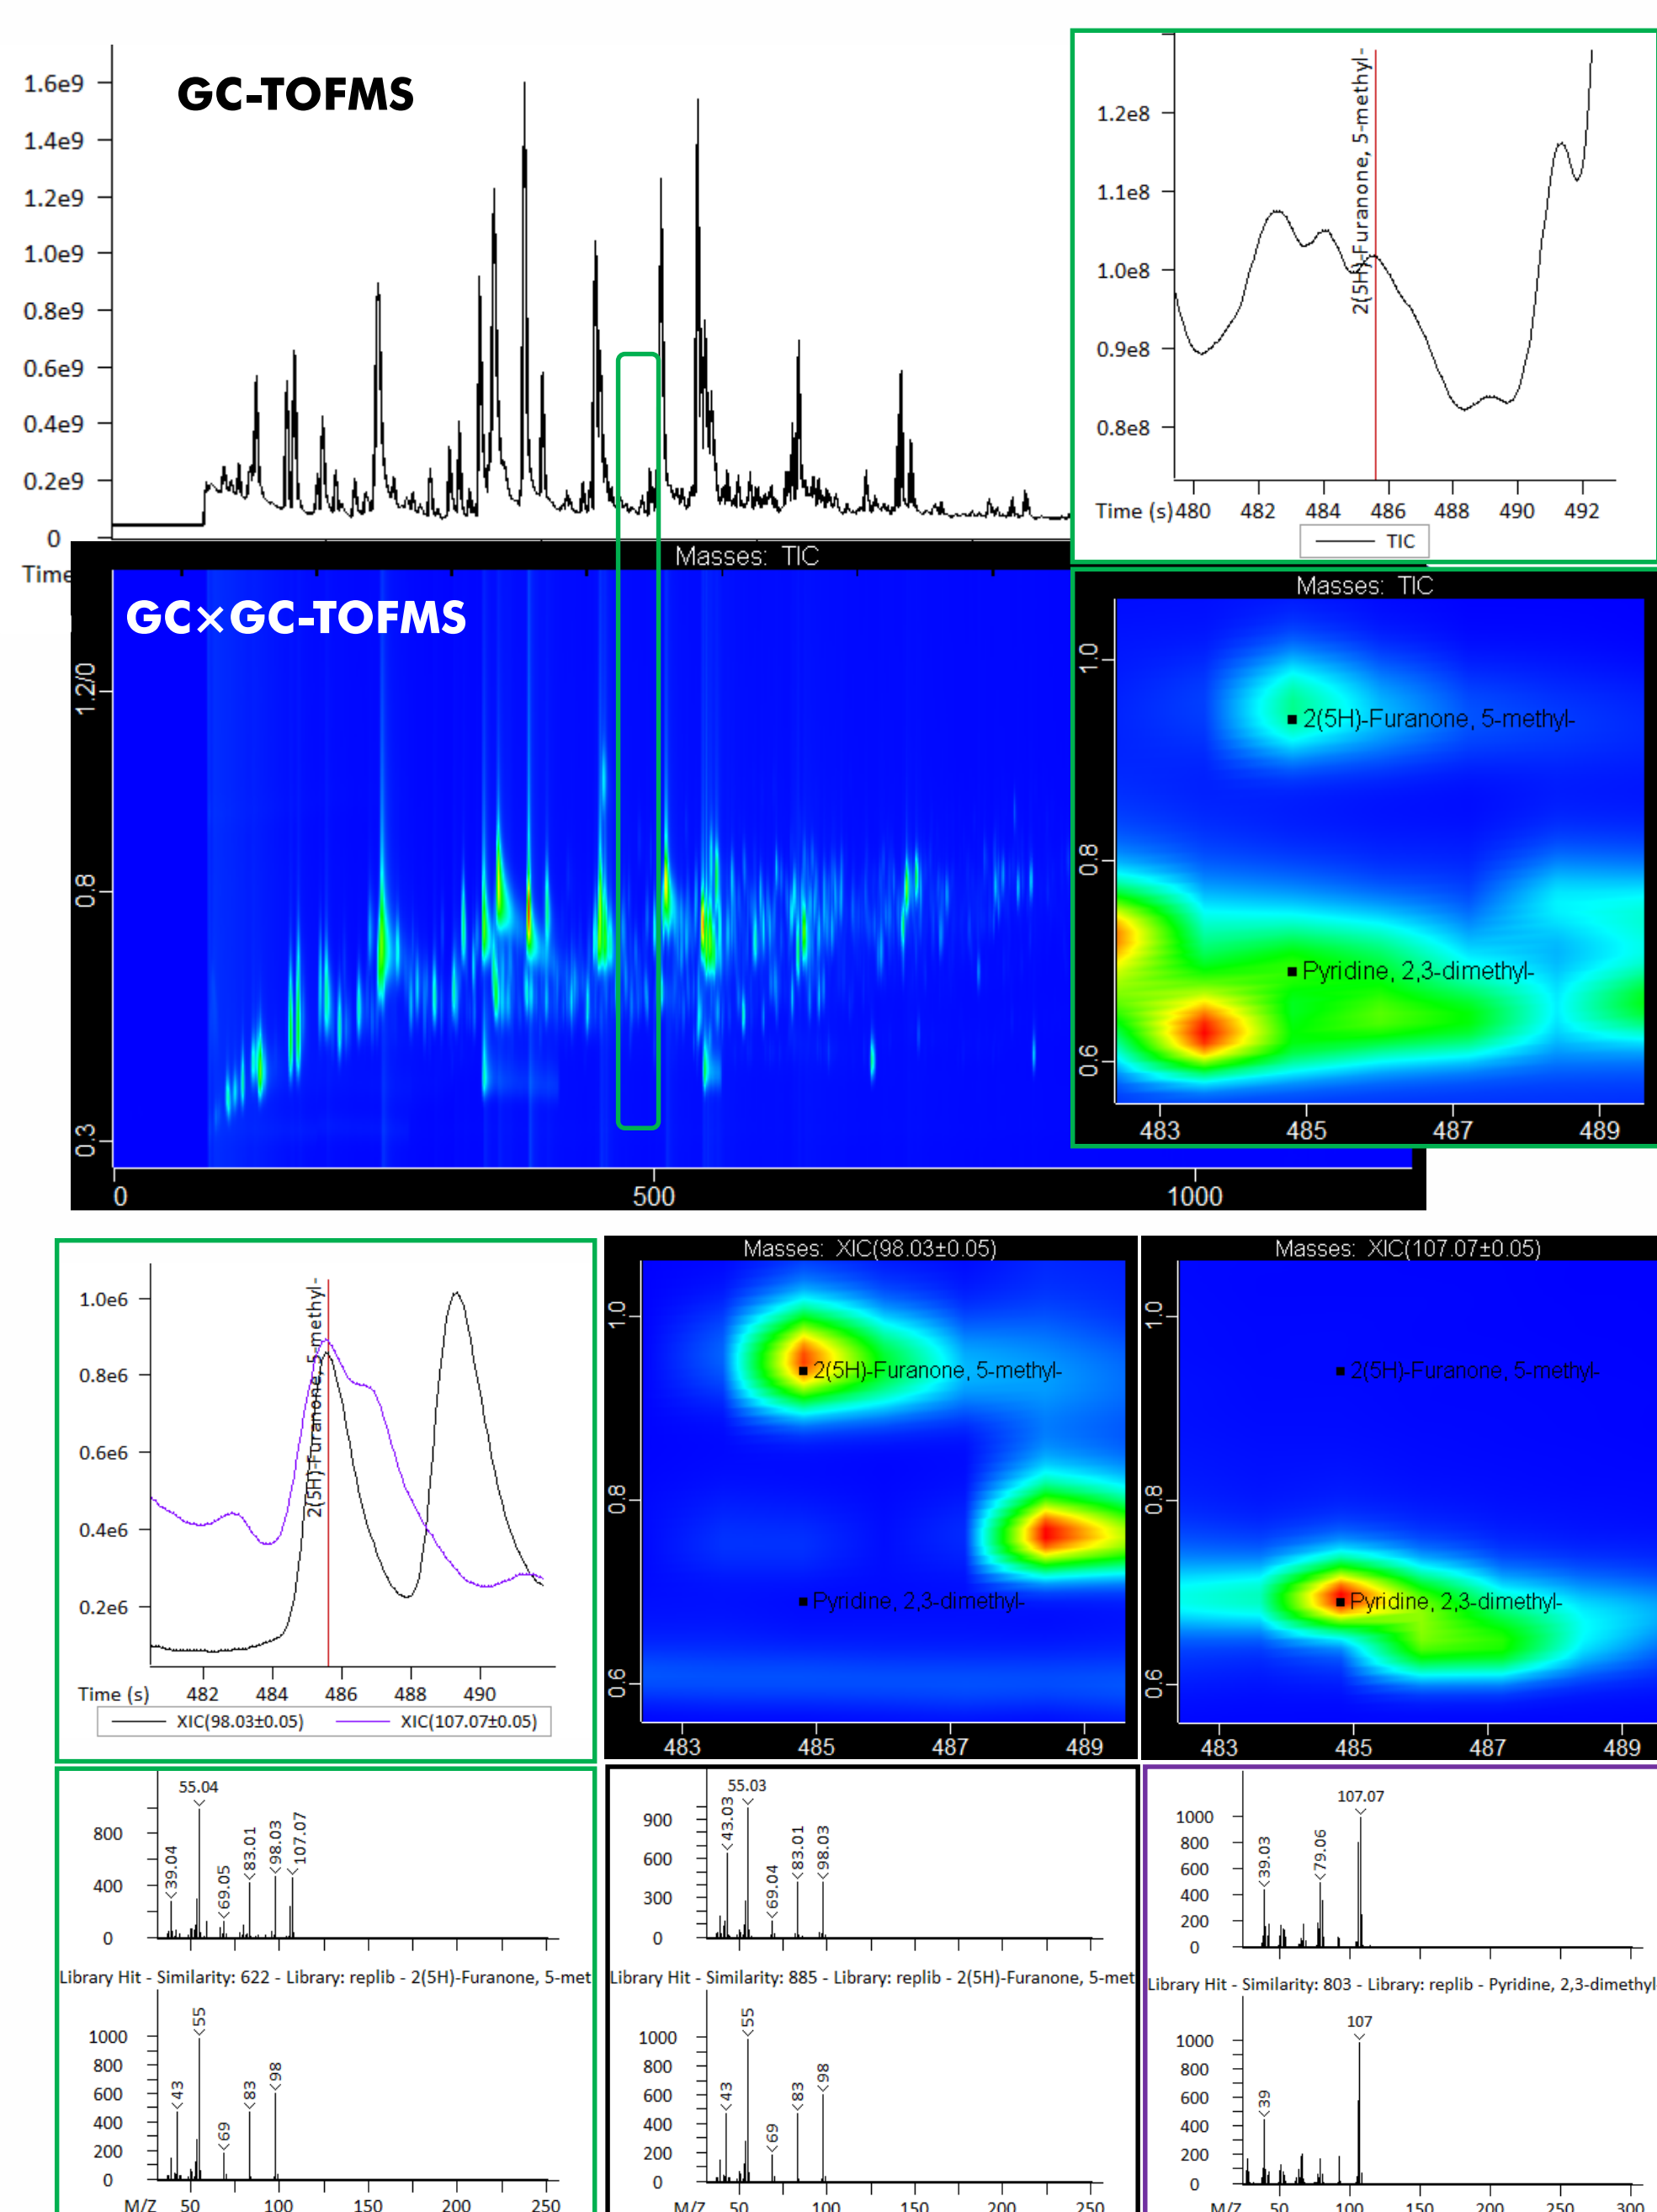 GC-TOFMS
1.6e9
1.4e9
1.2e9
1.0e9
0.8e9
0.6e9
0.4e9
0.2e9
0
Time
2(5H)-Furanone, 5-methyl-
1.2e8
1.1e8
1.0e8
0.9e8
0.8e8
Time (s) 480 482 484 486 488 490 492
TIC
Masses: TIC
GC×GC-TOFMS
1.2/0
0.8
0.3
0 500 1000
Masses: TIC
1.0
0.8
0.6
2(5H)-Furanone, 5-methyl-
Pyridine, 2,3-dimethyl-
483 485 487 489
2(5H)-Furanone, 5-methyl-
1.0e6
0.8e6
0.6e6
0.4e6
0.2e6
Time (s) 482 484 486 488 490
XIC(98.03±0.05) XIC(107.07±0.05)
Masses: XIC(98.03±0.05)
1.0
0.8
0.6
2(5H)-Furanone, 5-methyl-
Pyridine, 2,3-dimethyl-
483 485 487 489
Masses: XIC(107.07±0.05)
1.0
0.8
0.6
2(5H)-Furanone, 5-methyl-
Pyridine, 2,3-dimethyl-
483 485 487 489
55.04
800
400
0
39.04
69.05
83.01
98.03
107.07
Library Hit - Similarity: 622 - Library: replib - 2(5H)-Furanone, 5-met
1000
800
600
400
200
0
43
55
69
83
98
M/Z 50 100 150 200 250
55.03
900
600
300
0
43.03
69.04
83.01
98.03
Library Hit - Similarity: 885 - Library: replib - 2(5H)-Furanone, 5-met
1000
800
600
400
200
0
43
55
69
83
98
M/Z 50 100 150 200 250
107.07
1000
800
600
400
200
0
39.03
79.06
Library Hit - Similarity: 803 - Library: replib - Pyridine, 2,3-dimethyl
107
1000
800
600
400
200
0
39
M/Z 50 100 150 200 250 300